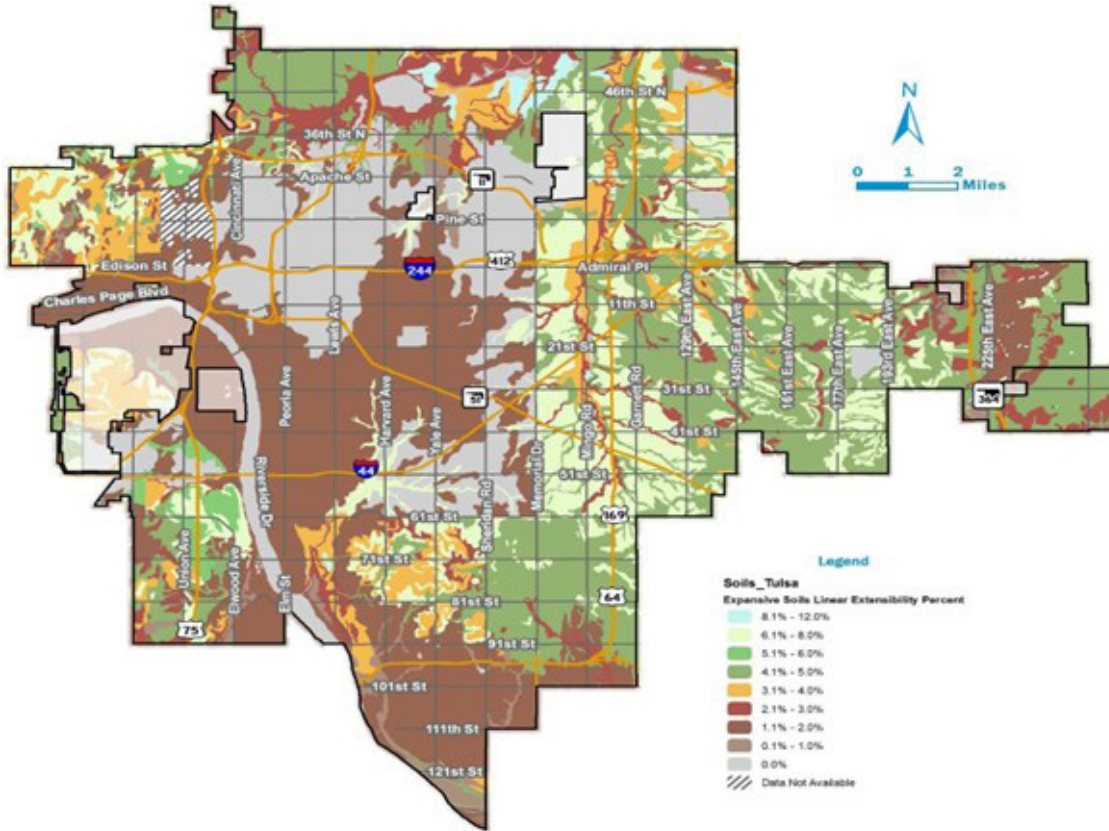 46th St N
N
36th St N
0 1 2
Miles
Apache St
11
Cincinnati Ave
Pine St
Edison St
244
412
Admiral Pl
Charles Page Blvd
11th St
Lewis Ave
129th East Ave
145th East Ave
161st East Ave
177th East Ave
193rd East Ave
225th East Ave
21st St
Peoria Ave
Harvard Ave
Yale Ave
31st St
51
Mingo Rd
Garnett Rd
364
41st St
44
Memorial Dr
51st St
Riverside Dr
Sheridan Rd
61st St
169
Union Ave
Elwood Ave
71st St
Elm St
81st St
64
75
91st St
101st St
111th St
121st St
Legend
Soils_Tulsa
Expansive Soils Linear Extensibility Percent
8.1% - 12.0%
6.1% - 8.0%
5.1% - 6.0%
4.1% - 5.0%
3.1% - 4.0%
2.1% - 3.0%
1.1% - 2.0%
0.1% - 1.0%
0.0%
Data Not Available